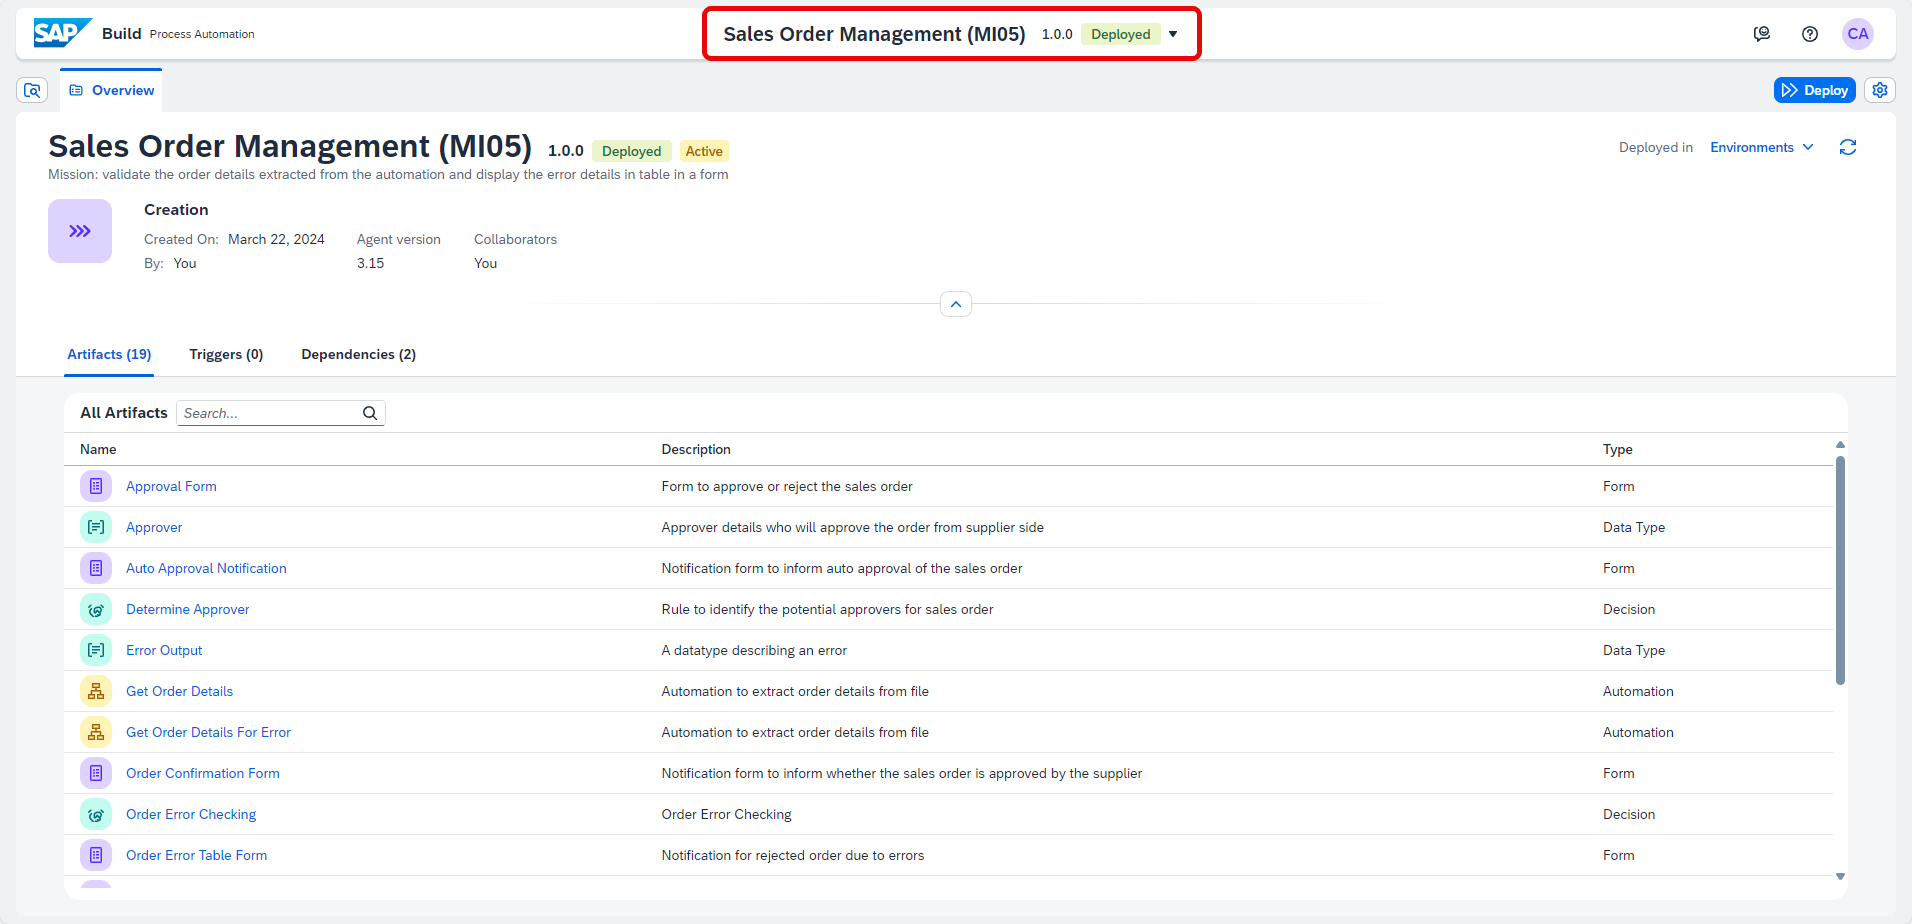 SAP Build Process Automation
Sales Order Management (MI05) 1.0.0 Deployed
CA
Overview
Deploy
Sales Order Management (MI05) 1.0.0 Deployed Active
Deployed in Environments
Mission: validate the order details extracted from the automation and display the error details in table in a form
Creation
Created On: March 22, 2024 Agent version Collaborators
By: You 3.15 You
Artifacts (19) Triggers (0) Dependencies (2)
All Artifacts Search...
Name Description Type
Approval Form Form to approve or reject the sales order Form
Approver Approver details who will approve the order from supplier side Data Type
Auto Approval Notification Notification form to inform auto approval of the sales order Form
Determine Approver Rule to identify the potential approvers for sales order Decision
Error Output A datatype describing an error Data Type
Get Order Details Automation to extract order details from file Automation
Get Order Details For Error Automation to extract order details from file Automation
Order Confirmation Form Notification form to inform whether the sales order is approved by the supplier Form
Order Error Checking Order Error Checking Decision
Order Error Table Form Notification for rejected order due to errors Form